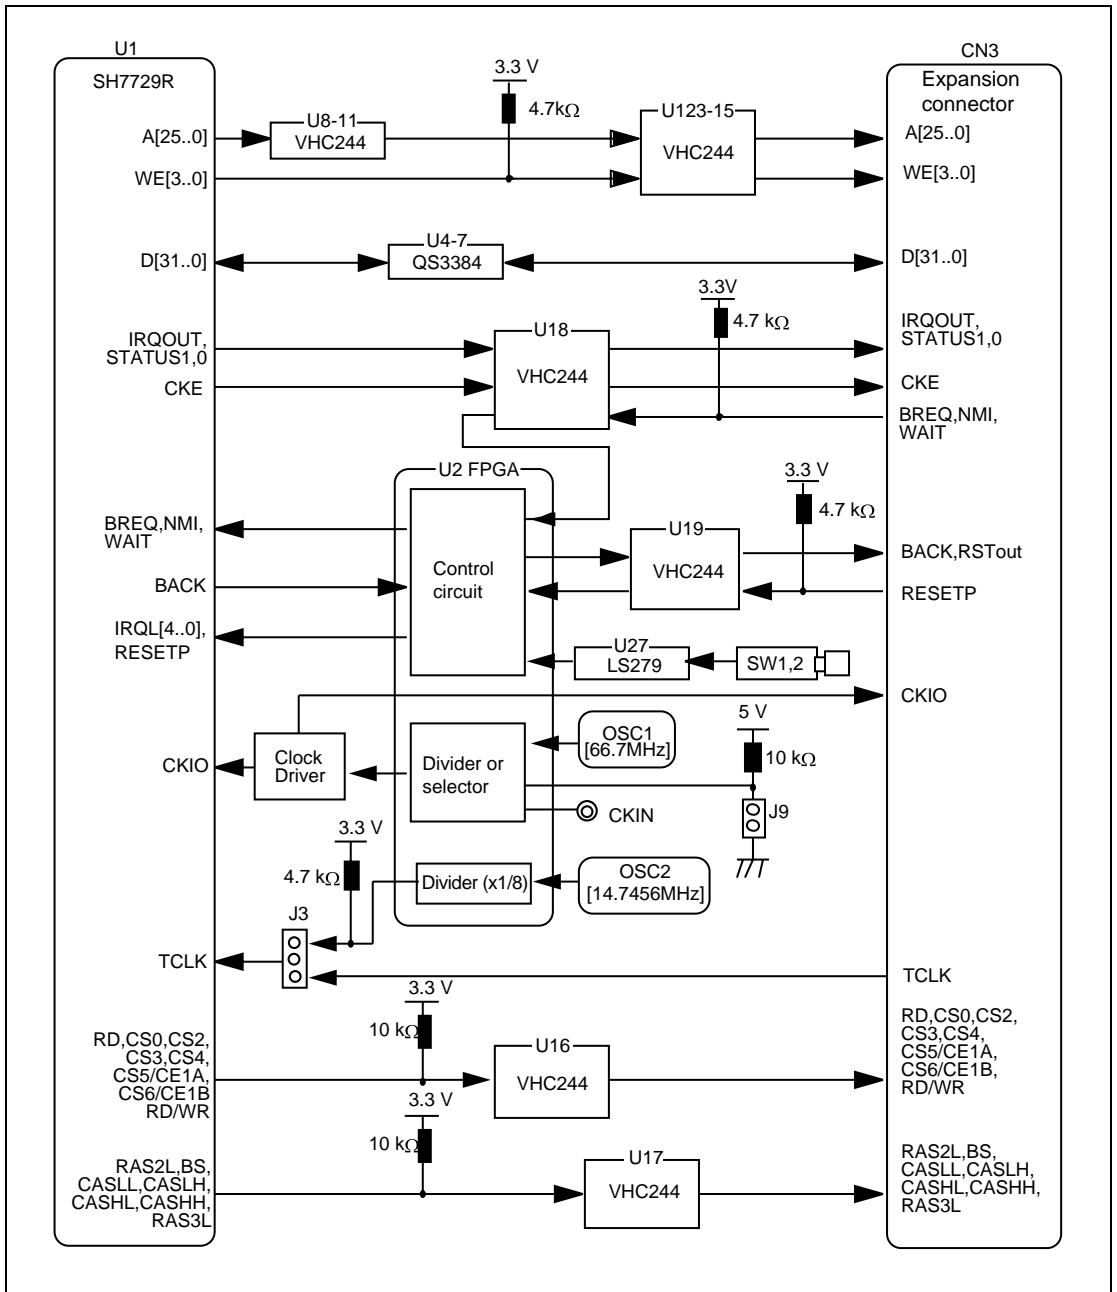 U1
CN3
SH7729R
Expansion
connector
3.3 V
4.7kΩ
U8-11
VHC244
U123-15
VHC244
A[25..0]
WE[3..0]
A[25..0]
WE[3..0]
D[31..0]
U4-7
QS3384
D[31..0]
3.3V
4.7 kΩ
IRQOUT,
STATUS1,0
CKE
U18
VHC244
IRQOUT,
STATUS1,0
CKE
BREQ,NMI,
WAIT
U2 FPGA
3.3 V
4.7 kΩ
BREQ,NMI,
WAIT
BACK
IRQL[4..0],
RESETP
Control
circuit
U19
VHC244
BACK,RSTout
RESETP
U27
LS279
SW1,2
CKIO
CKIO
Clock
Driver
Divider or
selector
OSC1
[66.7MHz]
5 V
10 kΩ
J9
CKIN
3.3 V
4.7 kΩ
Divider (x1/8)
OSC2
[14.7456MHz]
J3
TCLK
TCLK
3.3 V
10 kΩ
RD,CS0,CS2,
CS3,CS4,
CS5/CE1A,
CS6/CE1B
RD/WR
U16
VHC244
RD,CS0,CS2,
CS3,CS4,
CS5/CE1A,
CS6/CE1B,
RD/WR
3.3 V
10 kΩ
RAS2L,BS,
CASLL,CASLH,
CASHL,CASHH,
RAS3L
U17
VHC244
RAS2L,BS,
CASLL,CASLH,
CASHL,CASHH,
RAS3L